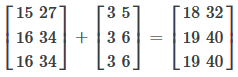 [15 27] + [3 5] = [18 32]
[16 34] + [3 6] = [19 40]
[16 34] + [3 6] = [19 40]